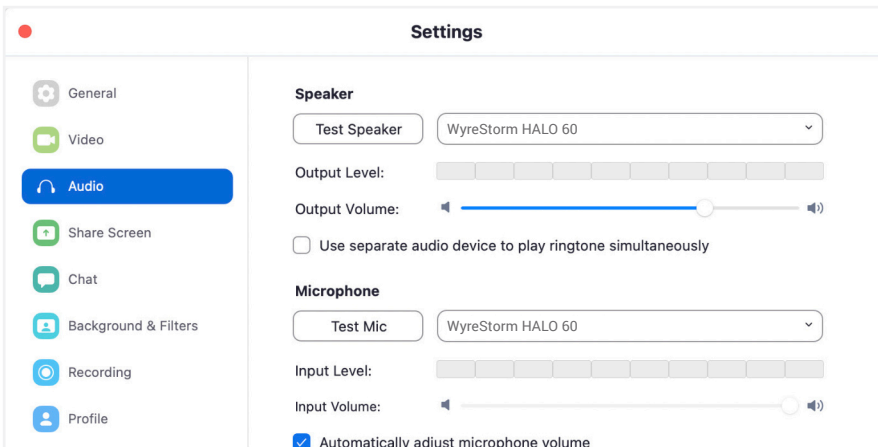 Settings
General
Video
Audio
Share Screen
Chat
Background & Filters
Recording
Profile
Speaker
Test Speaker
WyreStorm HALO 60
Output Level:
Output Volume:
Use separate audio device to play ringtone simultaneously
Microphone
Test Mic
WyreStorm HALO 60
Input Level:
Input Volume:
Automatically adjust microphone volume